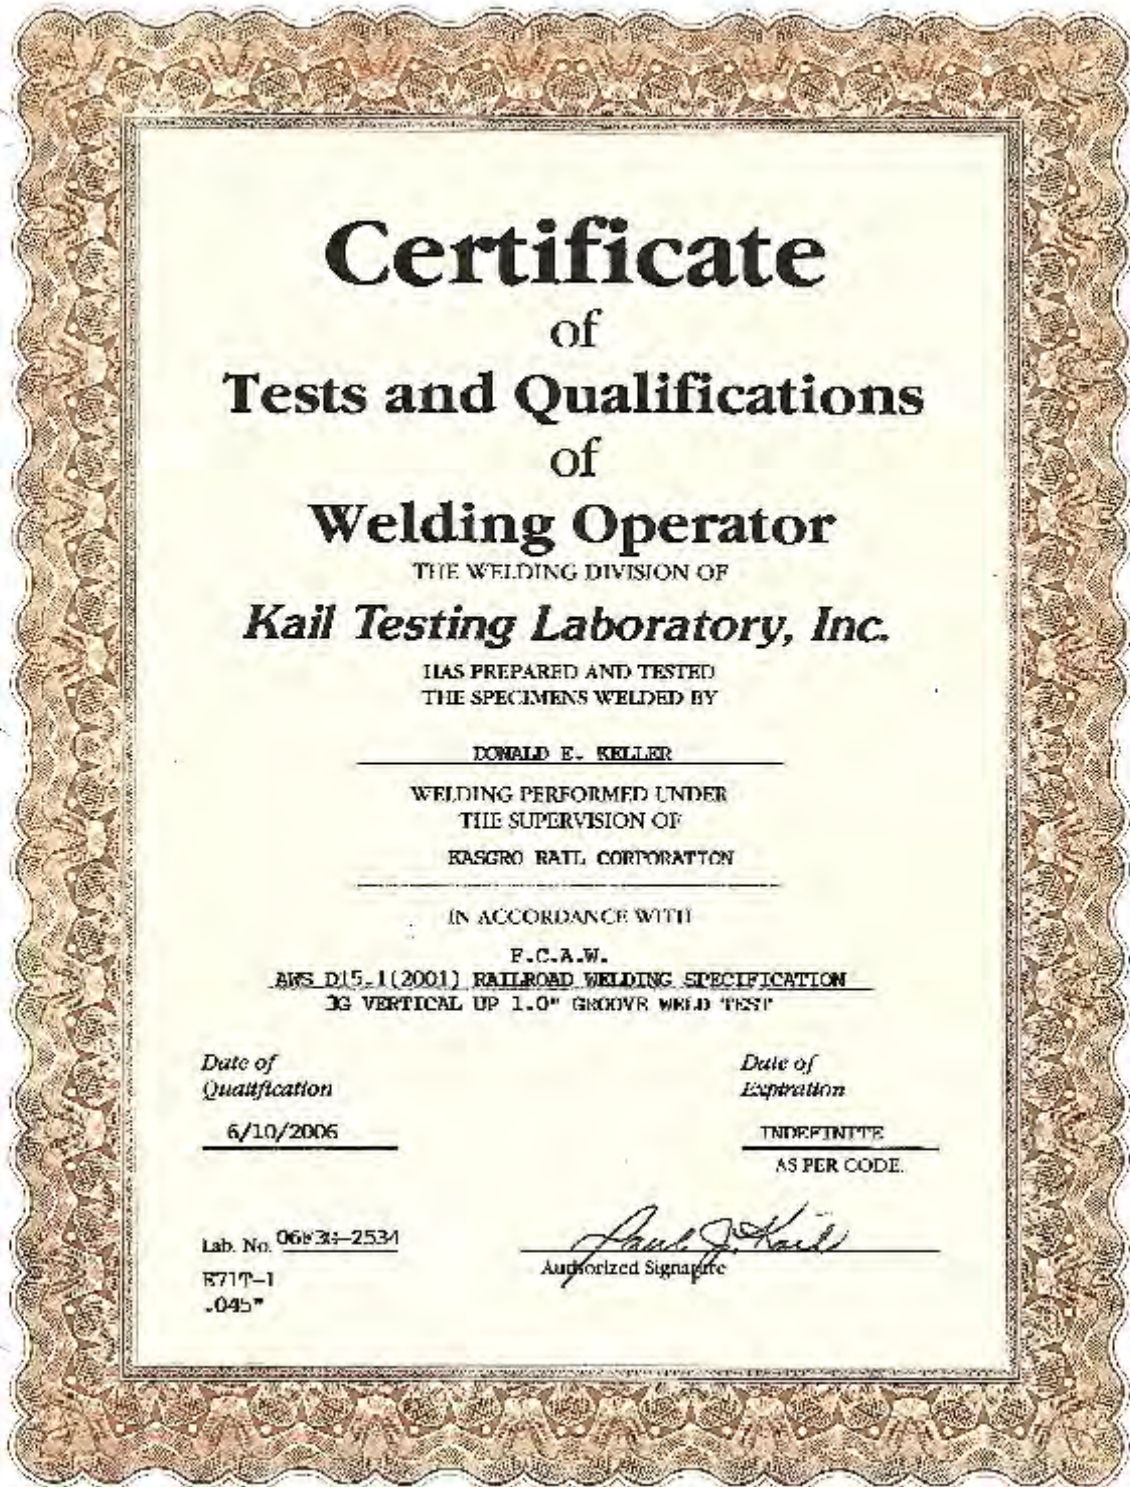 Certificate
of
Tests and Qualifications
of
Welding Operator
THE WELDING DIVISION OF
Kail Testing Laboratory, Inc.
HAS PREPARED AND TESTED
THE SPECIMENS WELDED BY
DONALD E. KELLER
WELDING PERFORMED UNDER
THE SUPERVISION OF
KASGRO RAIL CORPORATION
IN ACCORDANCE WITH
F.C.A.W.
AWS D15.1(2001) RAILROAD WELDING SPECIFICATION
3G VERTICAL UP 1.0" GROOVE WELD TEST
Date of
Qualification
Date of
Expiration
6/10/2006
INDEFINITE
AS PER CODE.
Lab. No.
Paul J. Kail
Authorized Signature
E71T-1
.045"